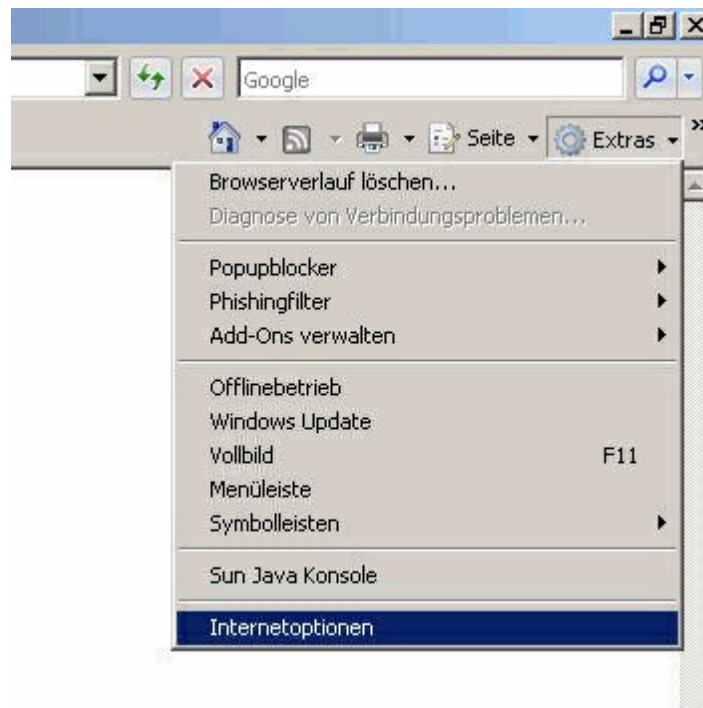 Google
Seite Extras
Browserverlauf löschen...
Diagnose von Verbindungsproblemen...
Popupblocker
Phishingfilter
Add-Ons verwalten
Offlinebetrieb
Windows Update
Vollbild F11
Menüleiste
Symbolleisten
Sun Java Konsole
Internetoptionen